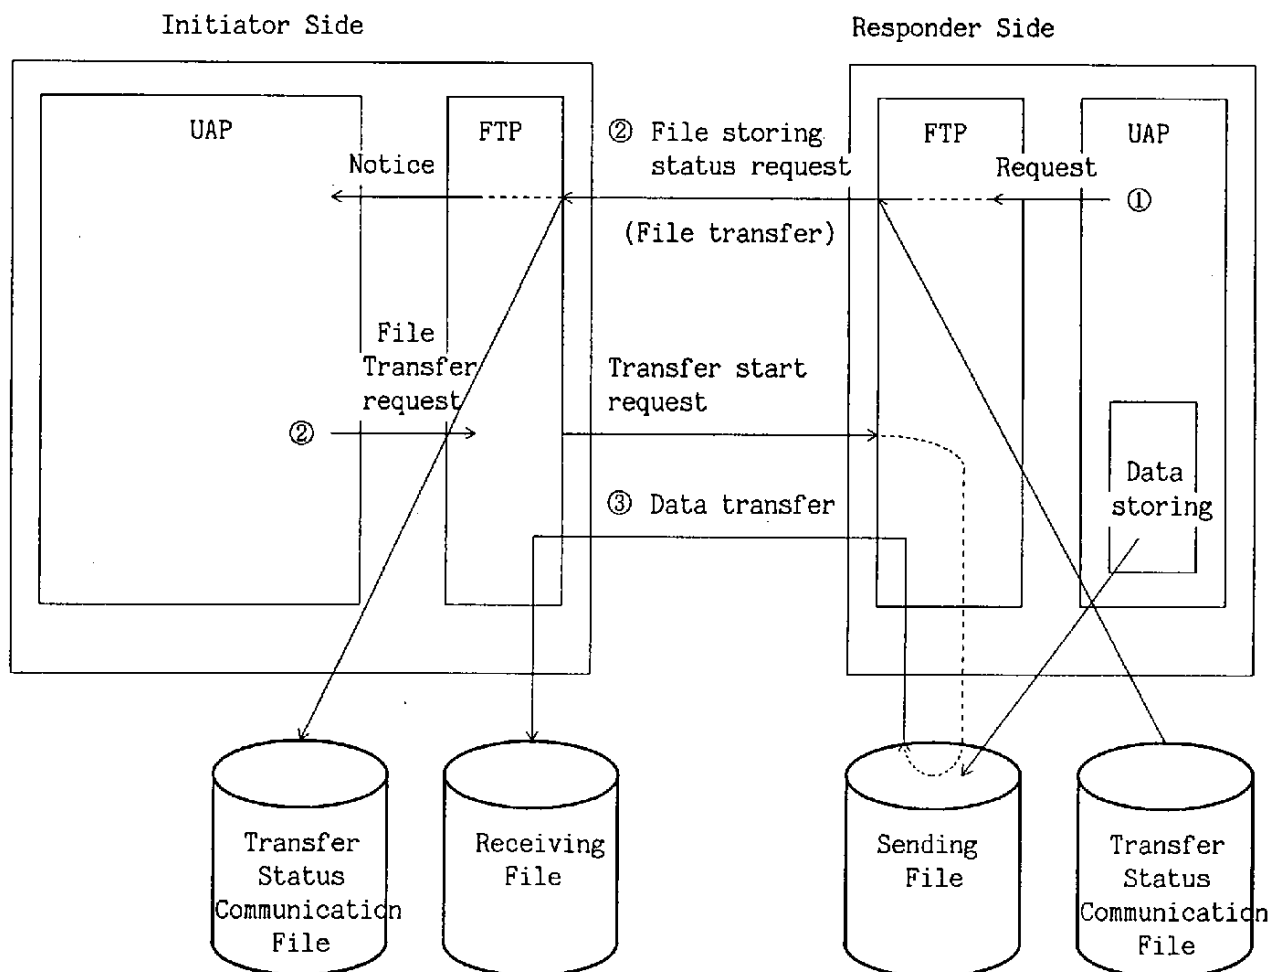 Initiator Side
Responder Side
UAP
FTP
② File storing
status request
FTP
UAP
Notice
Request
①
(File transfer)
File
Transfer
request
②
Transfer start
request
③ Data transfer
Data
storing
Transfer
Status
Communication
File
Receiving
File
Sending
File
Transfer
Status
Communication
File